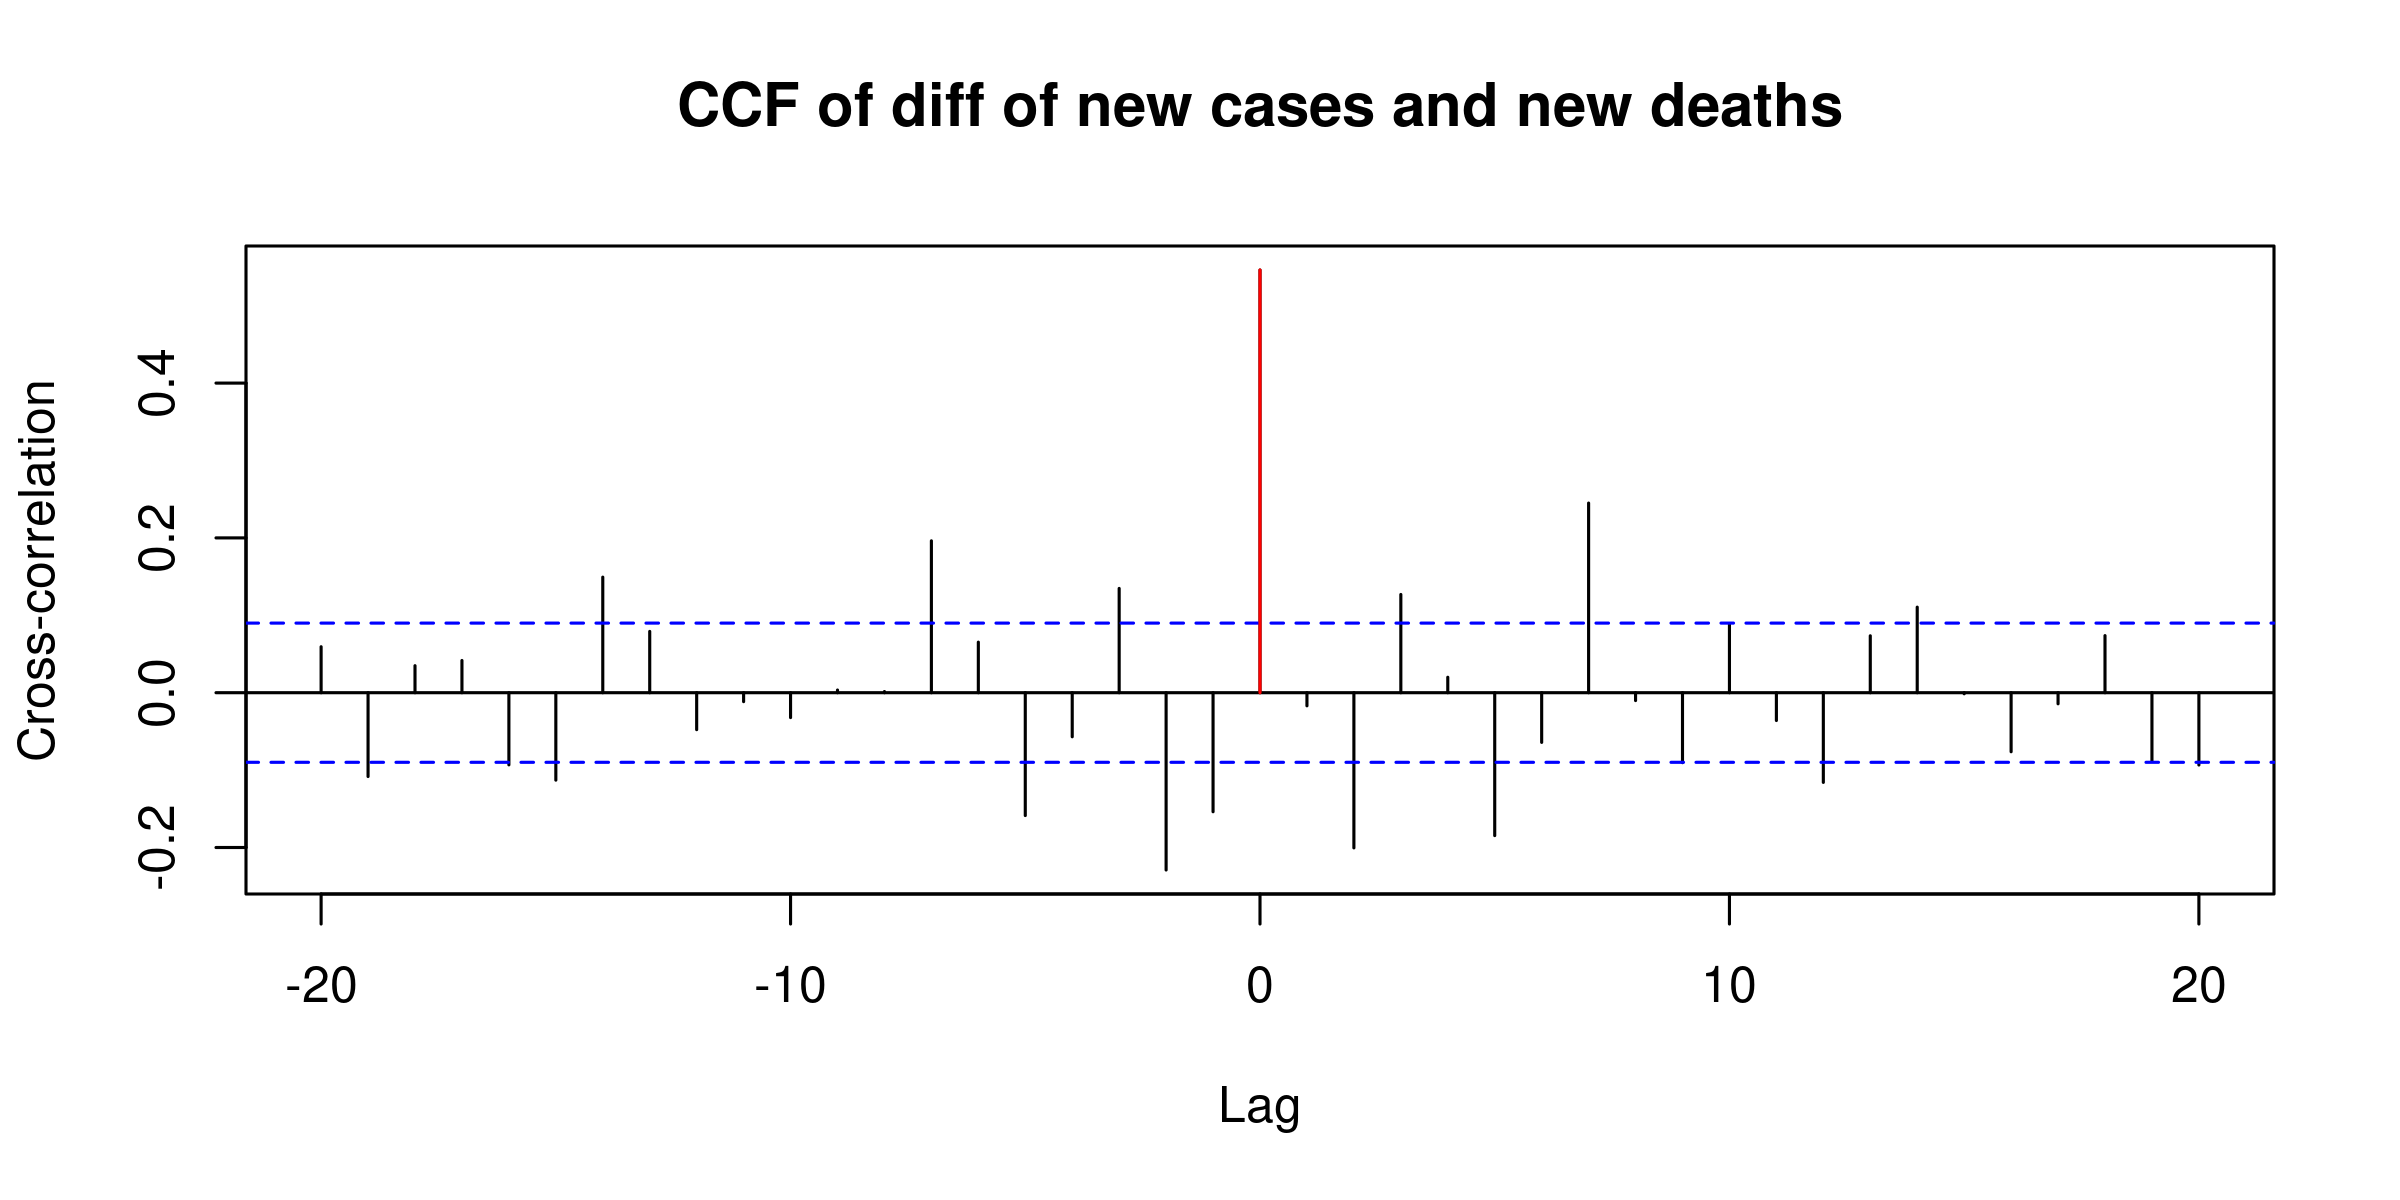 CCF of diff of new cases and new deaths
Cross-correlation
0.4
0.2
0.0
-0.2
-20 -10 0 10 20
Lag